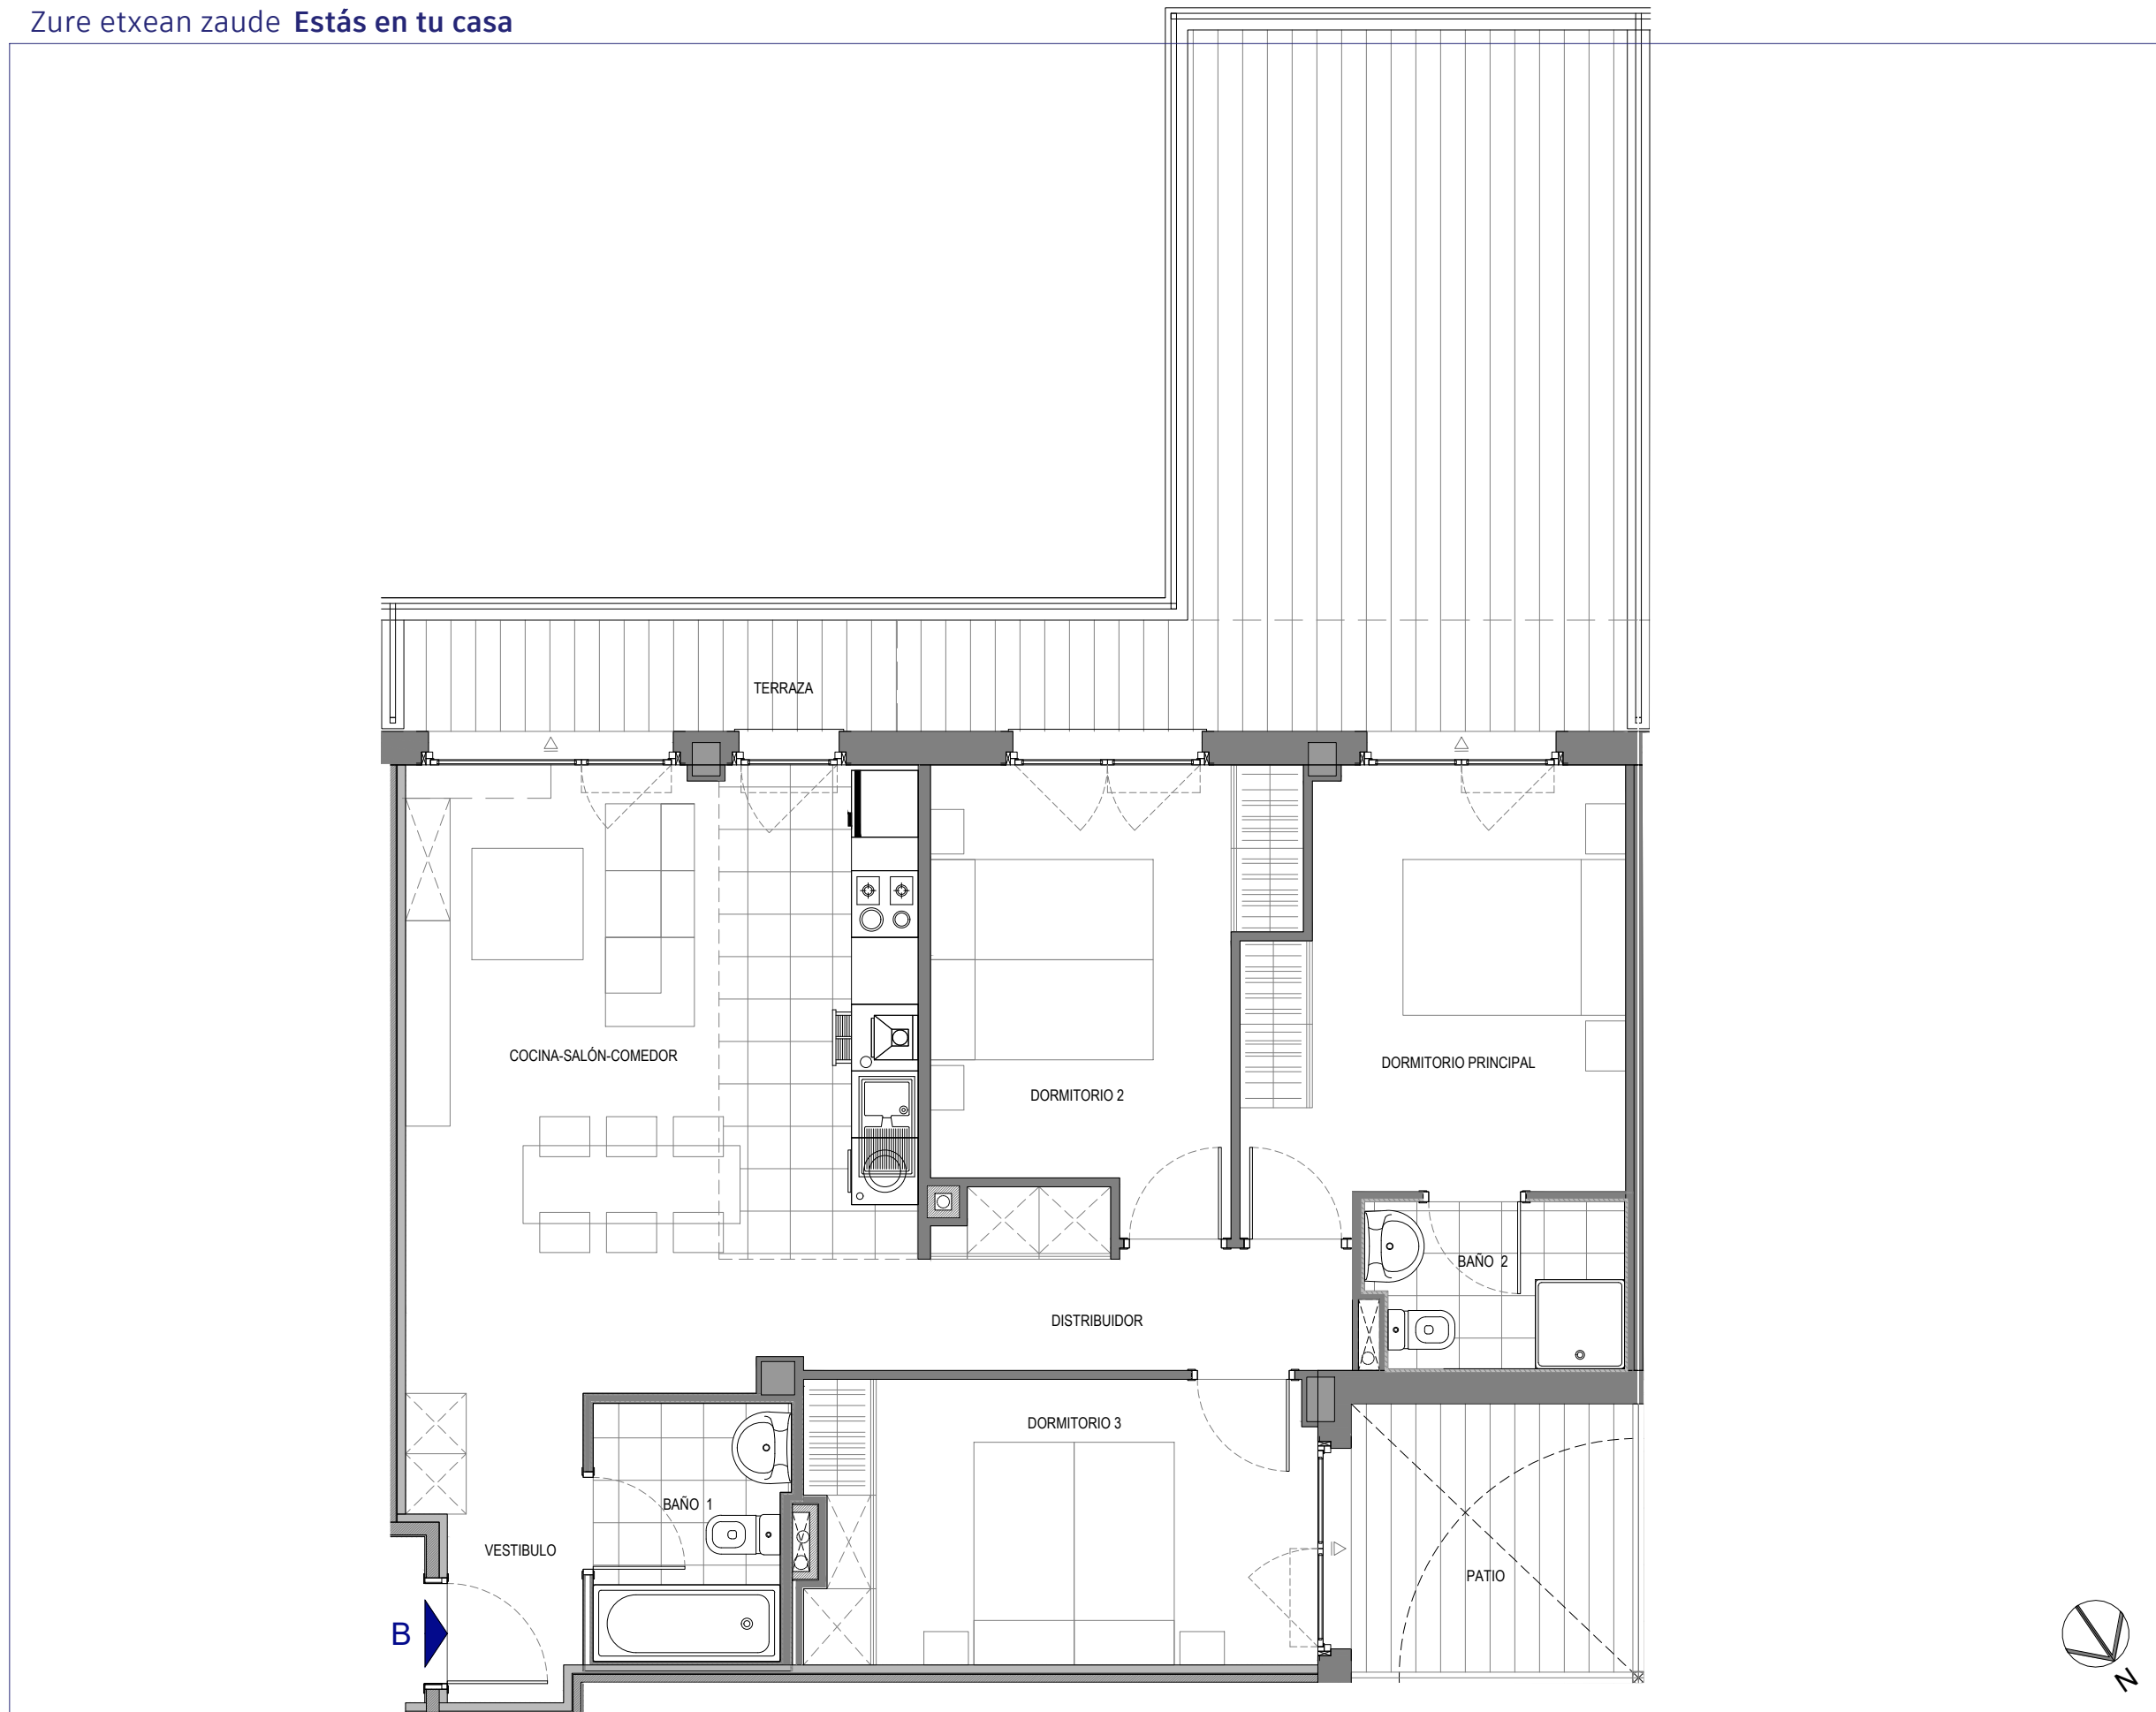 Zure etxean zaude Estás en tu casa
TERRAZA
COCINA-SALÓN-COMEDOR
DORMITORIO PRINCIPAL
DORMITORIO 2
BAÑO 2
DISTRIBUIDOR
DORMITORIO 3
BAÑO 1
VESTIBULO
PATIO
B
N